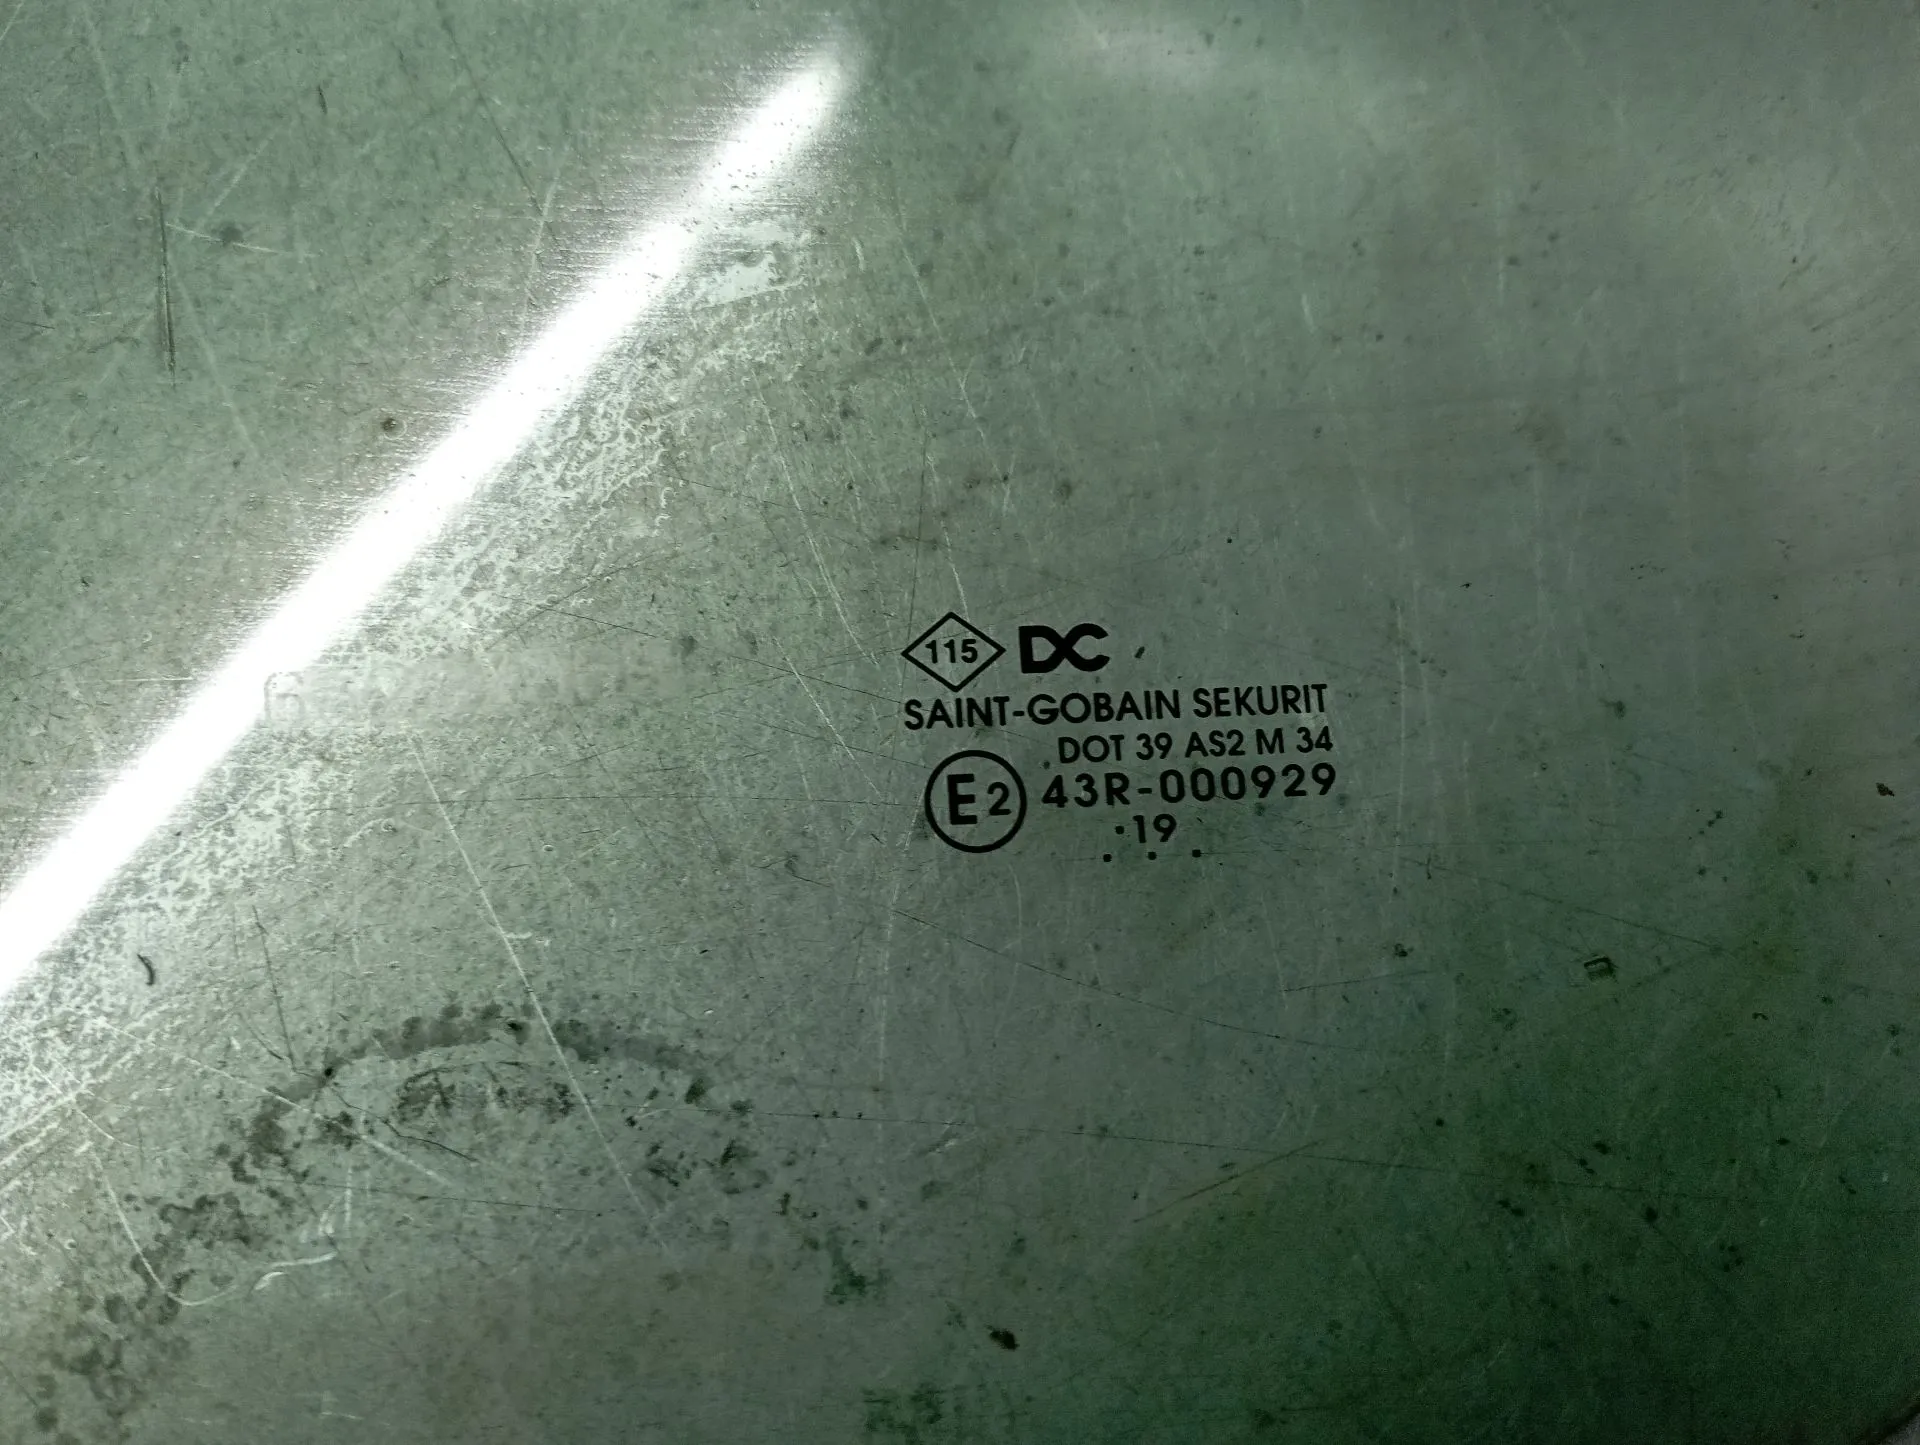 115 DC
SAINT-GOBAIN SEKURIT
DOT 39 AS2 M 34
E2 43R-000929
.19
. . .